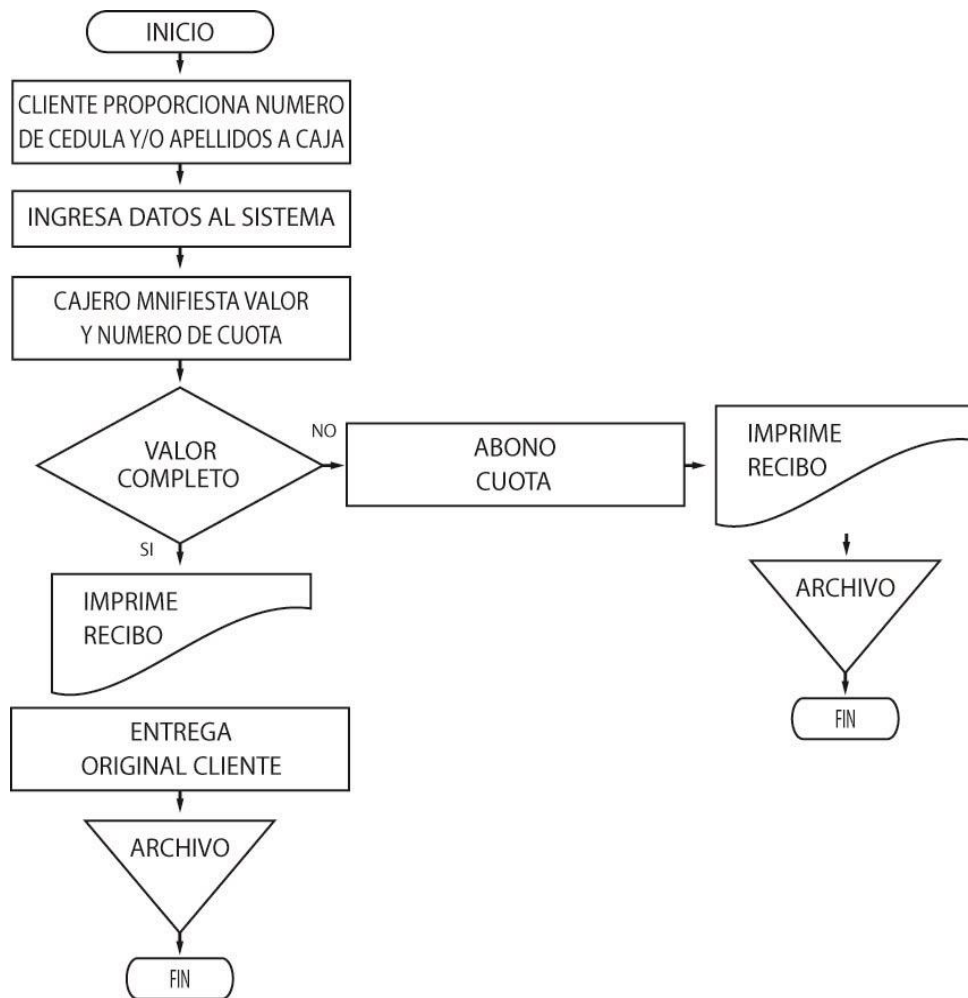 INICIO
CLIENTE PROPORCIONA NUMERO
DE CEDULA Y/O APELLIDOS A CAJA
INGRESA DATOS AL SISTEMA
CAJERO MNIFIESTA VALOR
Y NUMERO DE CUOTA
VALOR
COMPLETO
NO
ABONO
CUOTA
IMPRIME
RECIBO
ARCHIVO
FIN
SI
IMPRIME
RECIBO
ENTREGA
ORIGINAL CLIENTE
ARCHIVO
FIN